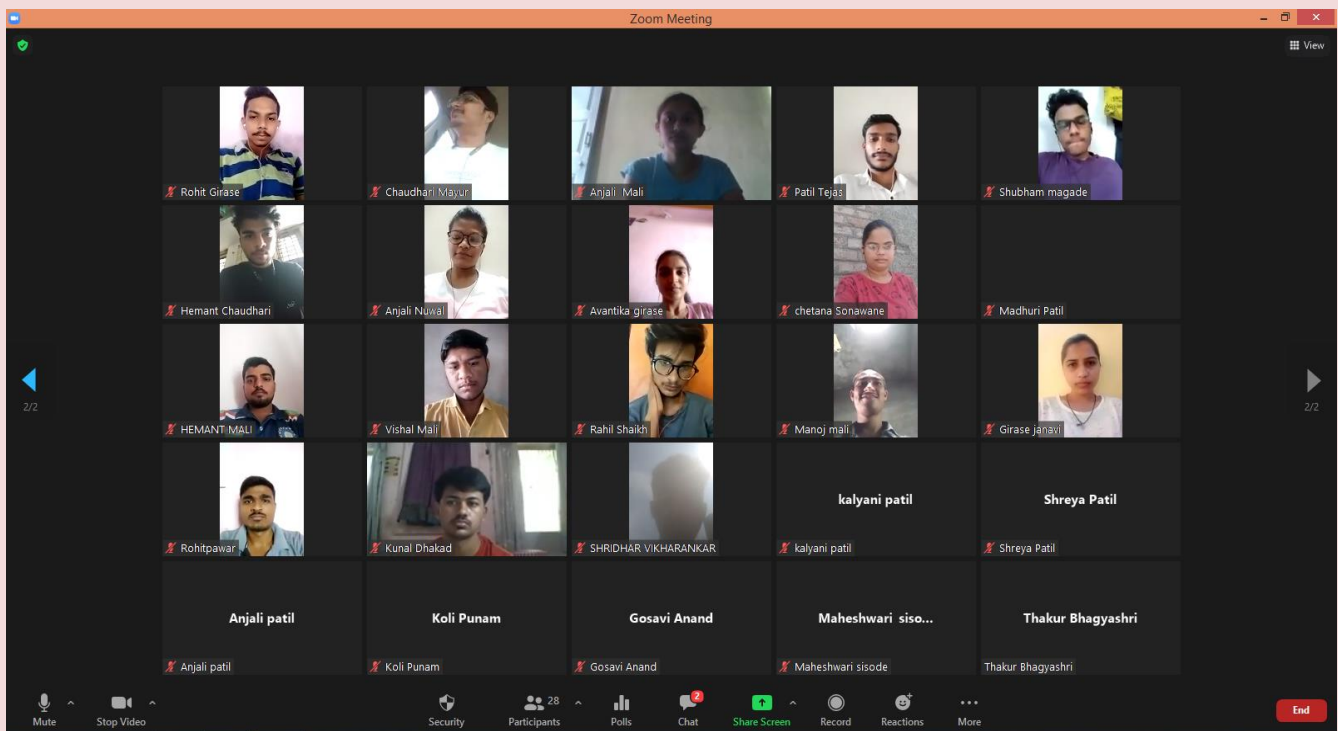 Zoom Meeting
View
Rohit Girase
Chaudhari Mayur
Anjali Mali
Patil Tejas
Shubham magade
Hemant Chaudhari
Anjali Nuwal
Avantika girase
chetana Sonawane
Madhuri Patil
2/2
2/2
HEMANT MALI
Vishal Mali
Rahil Shaikh
Manoj mali
Girase janavi
kalyani patil
Shreya Patil
Rohitpawar
Kunal Dhakad
SHRIDHAR VIKHARANKAR
kalyani patil
Shreya Patil
Anjali patil
Koli Punam
Gosavi Anand
Maheshwari siso...
Thakur Bhagyashri
Anjali patil
Koli Punam
Gosavi Anand
Maheshwari sisode
Thakur Bhagyashri
28
2
Mute
Stop Video
Security
Participants
Polls
Chat
Share Screen
Record
Reactions
More
End